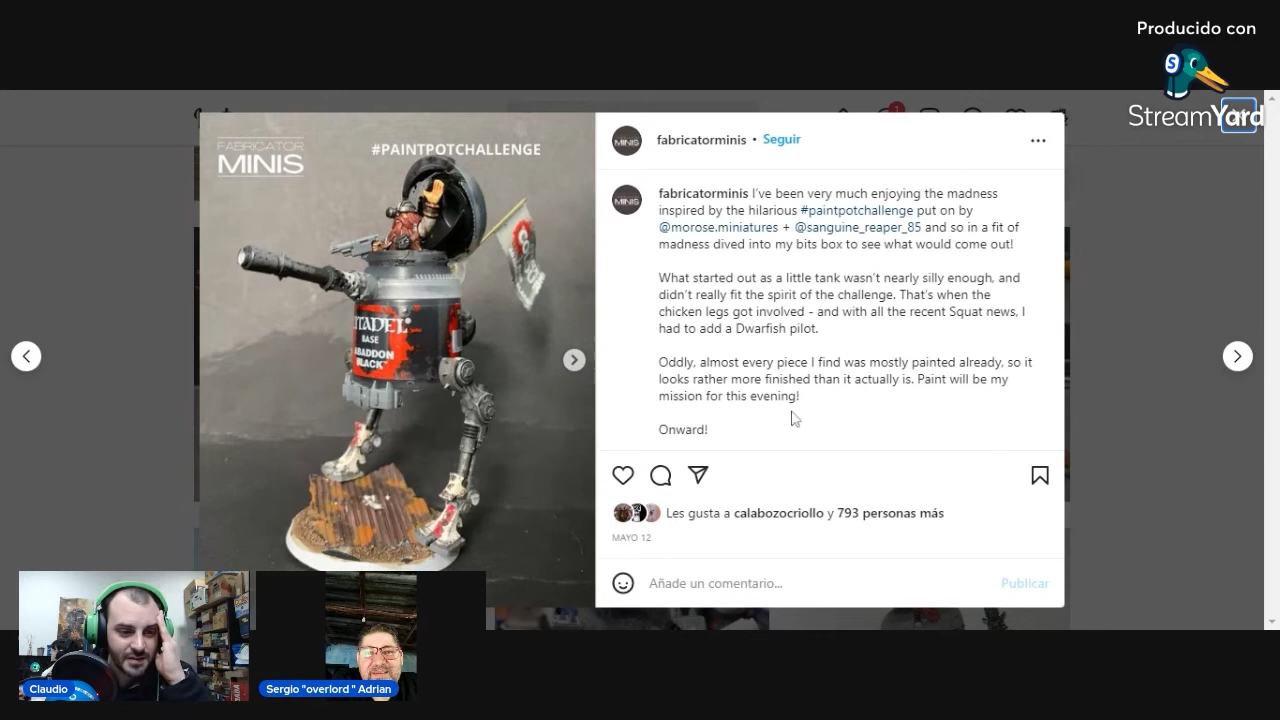 Producido con
StreamYard
FABRICATOR
MINIS
#PAINTPOTCHALLENGE
CITADEL
BASE
ABADDON
BLACK
MINIS
fabricatorminis • Seguir
MINIS
fabricatorminis I've been very much enjoying the madness
inspired by the hilarious #paintpotchallenge put on by
@morose.miniatures + @sanguine_reaper_85 and so in a fit of
madness dived into my bits box to see what would come out!
What started out as a little tank wasn't nearly silly enough, and
didn't really fit the spirit of the challenge. That's when the
chicken legs got involved - and with all the recent Squat news, I
had to add a Dwarfish pilot.
Oddly, almost every piece I find was mostly painted already, so it
looks rather more finished than it actually is. Paint will be my
mission for this evening!
Onward!
Les gusta a calabozocriollo y 793 personas más
MAYO 12
Añade un comentario...
Publicar
Claudio
Sergio "overlord " Adrian